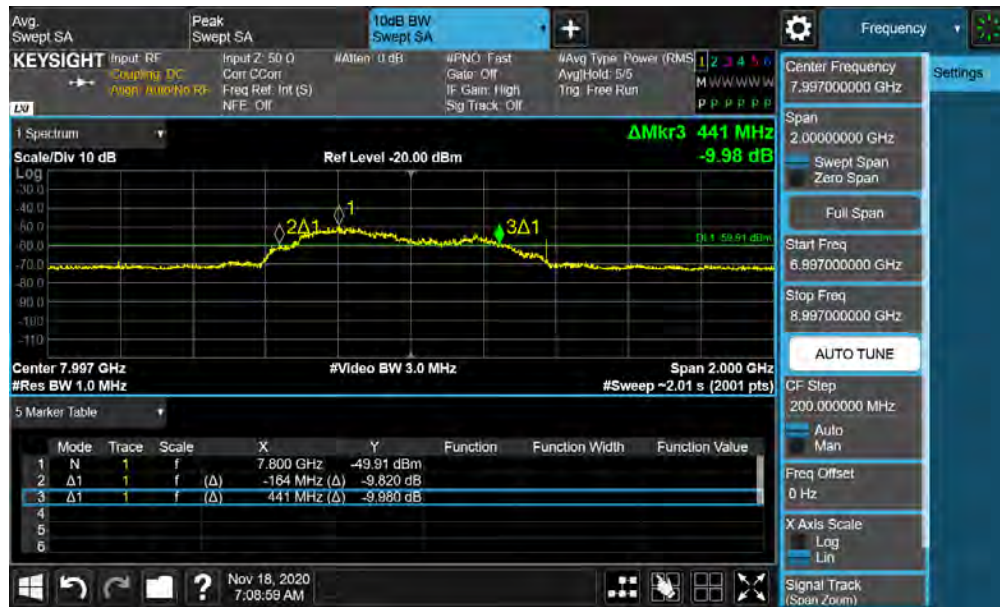 Avg.
Swept SA
Peak
Swept SA
10dB BW
Swept SA
Frequency
KEYSIGHT
LXI
Input: RF
Coupling: DC
Align: Auto/No RF
Input Z: 50 Ω
Corr CCorr
Freq Ref: Int (S)
NFE: Off
#Atten: 0 dB
#PNO: Fast
Gate: Off
IF Gain: High
Sig Track: Off
#Avg Type: Power (RMS
Avg|Hold: 5/5
Trig: Free Run
1 2 3 4 5 6
M W W W W W
P P P P P P
1 Spectrum
ΔMkr3 441 MHz
-9.98 dB
Scale/Div 10 dB
Ref Level -20.00 dBm
Log
-30.0
-40.0
-50.0
-60.0
-70.0
-80.0
-90.0
-100
-110
1
2Δ1
3Δ1
DL1 -59.91 dBm
Center 7.997 GHz
#Video BW 3.0 MHz
Span 2.000 GHz
#Res BW 1.0 MHz
#Sweep ~2.01 s (2001 pts)
5 Marker Table
Mode Trace Scale X Y Function Function Width Function Value
1 N 1 f 7.800 GHz -49.91 dBm
2 Δ1 1 f (Δ) -164 MHz (Δ) -9.820 dB
3 Δ1 1 f (Δ) 441 MHz (Δ) -9.980 dB
4
5
6
Nov 18, 2020
7:08:59 AM
Center Frequency
7.997000000 GHz
Settings
Span
2.00000000 GHz
Swept Span
Zero Span
Full Span
Start Freq
6.997000000 GHz
Stop Freq
8.997000000 GHz
AUTO TUNE
CF Step
200.000000 MHz
Auto
Man
Freq Offset
0 Hz
X Axis Scale
Log
Lin
Signal Track
(Span Zoom)